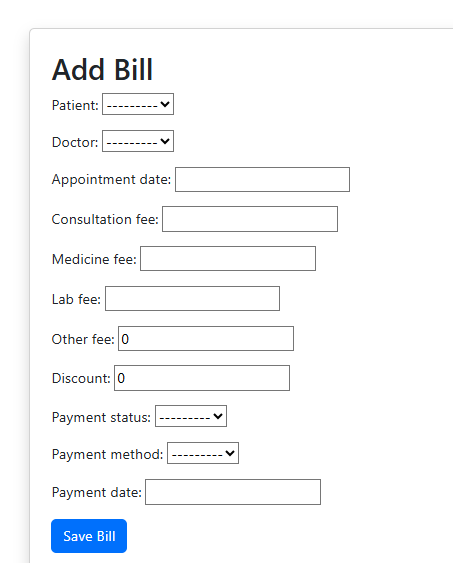 Add Bill
Patient: ---------
Doctor: ---------
Appointment date:
Consultation fee:
Medicine fee:
Lab fee:
Other fee: 0
Discount: 0
Payment status: ---------
Payment method: ---------
Payment date:
Save Bill